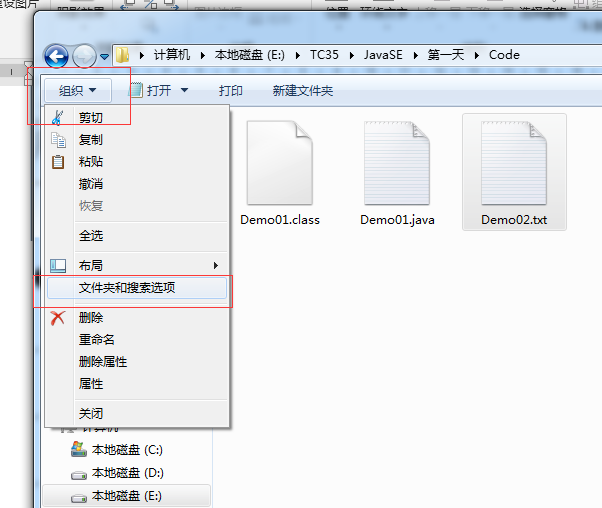 计算机 本地磁盘 (E:) TC35 JavaSE 第一天 Code
组织 打开 打印 新建文件夹
剪切
复制
粘贴
撤消
恢复
全选
布局
文件夹和搜索选项
删除
重命名
删除属性
属性
关闭
Demo01.class Demo01.java Demo02.txt
计算机
本地磁盘 (C:)
本地磁盘 (D:)
本地磁盘 (E:)